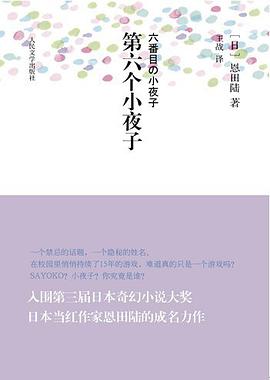 [日] 恩田陆 著
王战 译
六番目の小夜子
第六个小夜子
人民文学出版社
一个禁忌的话题，一个隐秘的姓名，
在校园里悄悄持续了15年的游戏，难道真的只是一个游戏吗？
SAYOKO？小夜子？你究竟是谁？
入围第三届日本奇幻小说大奖
日本当红作家恩田陆的成名力作